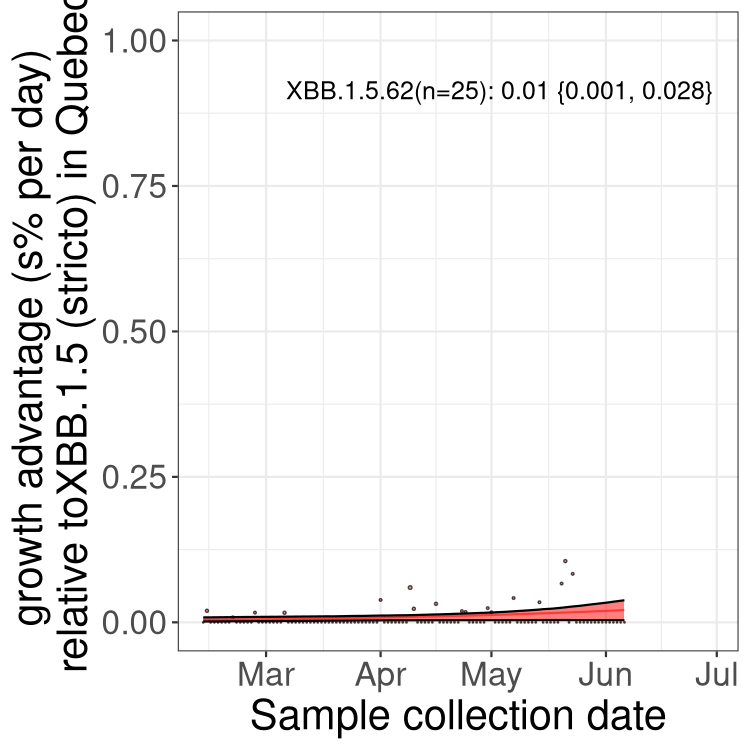 growth advantage (s% per day)
relative toXBB.1.5 (stricto) in Quebec
1.00
0.75
0.50
0.25
0.00
XBB.1.5.62(n=25): 0.01 {0.001, 0.028}
Mar Apr May Jun Jul
Sample collection date